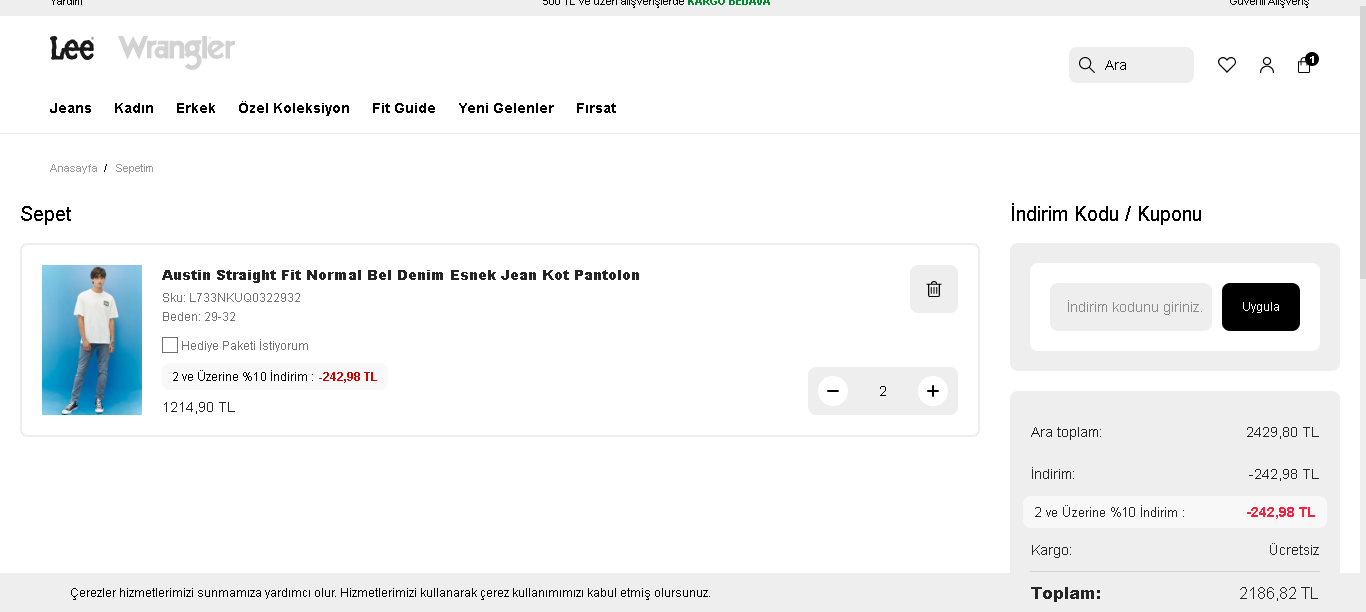 Yardım
500 TL ve üzeri alışverişlerde KARGO BEDAVA
Güvenli Alışveriş
Lee Wrangler
Ara
1
Jeans Kadın Erkek Özel Koleksiyon Fit Guide Yeni Gelenler Fırsat
Anasayfa / Sepetim
Sepet
Austin Straight Fit Normal Bel Denim Esnek Jean Kot Pantolon
Sku: L733NKUQ0322932
Beden: 29-32
Hediye Paketi İstiyorum
2 ve Üzerine %10 İndirim : -242,98 TL
1214,90 TL
2
İndirim Kodu / Kuponu
İndirim kodunu giriniz.
Uygula
Ara toplam: 2429,80 TL
İndirim: -242,98 TL
2 ve Üzerine %10 İndirim : -242,98 TL
Kargo: Ücretsiz
Toplam: 2186,82 TL
Çerezler hizmetlerimizi sunmamıza yardımcı olur. Hizmetlerimizi kullanarak çerez kullanımımızı kabul etmiş olursunuz.